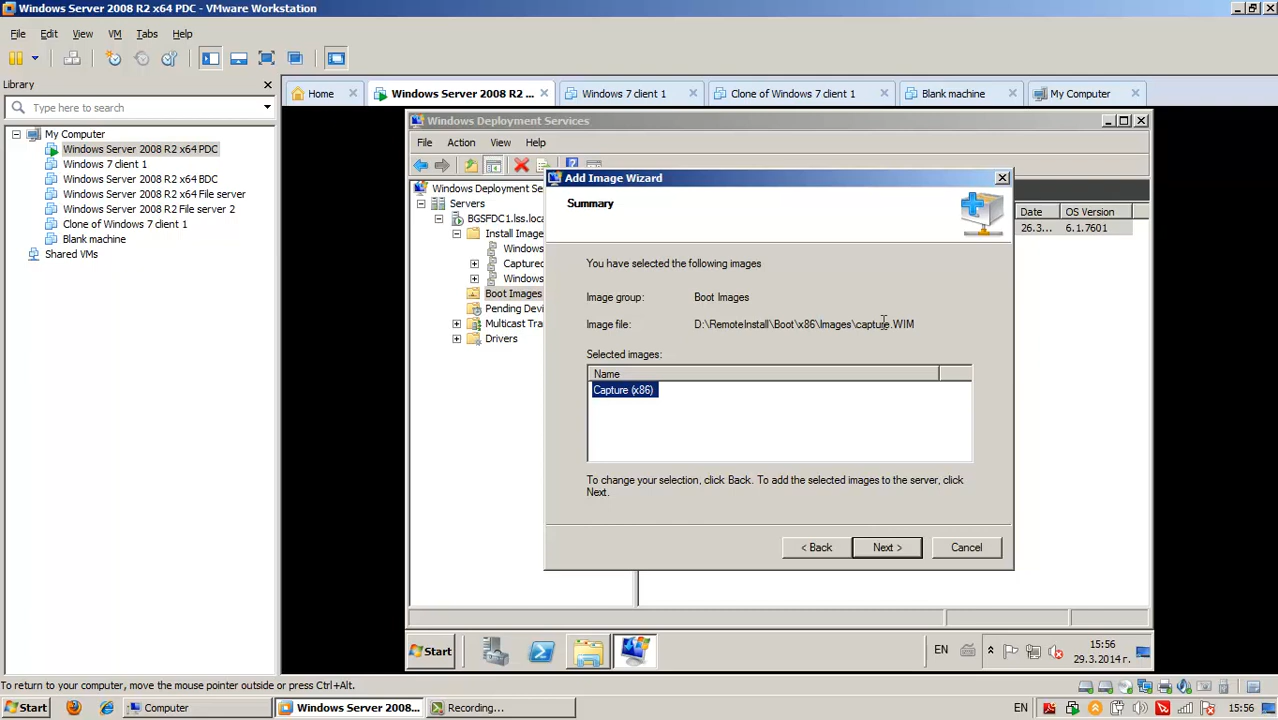 Windows Server 2008 R2 x64 PDC - VMware Workstation
File Edit View VM Tabs Help
Library
Type here to search
My Computer
Windows Server 2008 R2 x64 PDC
Windows 7 client 1
Windows Server 2008 R2 x64 BDC
Windows Server 2008 R2 x64 File server
Windows Server 2008 R2 File server 2
Clone of Windows 7 client 1
Blank machine
Shared VMs
Home
Windows Server 2008 R2 ...
Windows 7 client 1
Clone of Windows 7 client 1
Blank machine
My Computer
Windows Deployment Services
File Action View Help
Windows Deployment Se
Servers
BGSFDC1.lss.loca
Install Image
Windows
Captured
Windows
Boot Images
Pending Devi
Multicast Tra
Drivers
Date OS Version
26.3... 6.1.7601
Add Image Wizard
Summary
You have selected the following images
Image group: Boot Images
Image file: D:\RemoteInstall\Boot\x86\Images\capture.WIM
Selected images:
Name
Capture (x86)
To change your selection, click Back. To add the selected images to the server, click
Next.
< Back
Next >
Cancel
Start
EN
15:56
29.3.2014 г.
To return to your computer, move the mouse pointer outside or press Ctrl+Alt.
Start
Computer
Windows Server 2008...
Recording...
EN
15:56